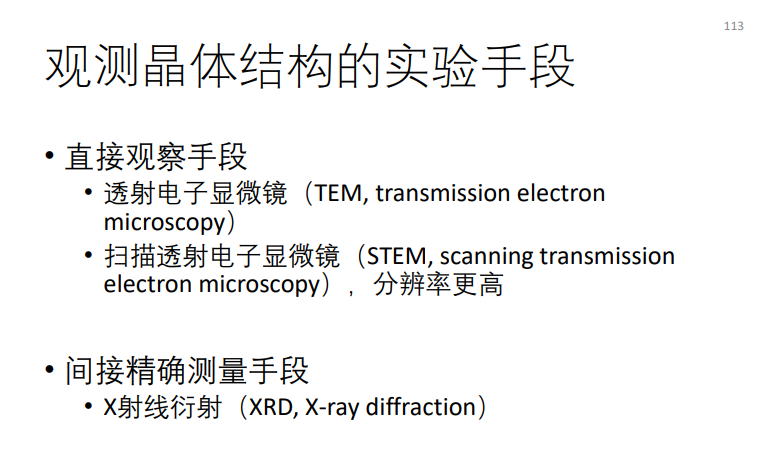 113
观测晶体结构的实验手段
• 直接观察手段
• 透射电子显微镜（TEM, transmission electron
microscopy）
• 扫描透射电子显微镜（STEM, scanning transmission
electron microscopy），分辨率更高
• 间接精确测量手段
• X射线衍射（XRD, X-ray diffraction）